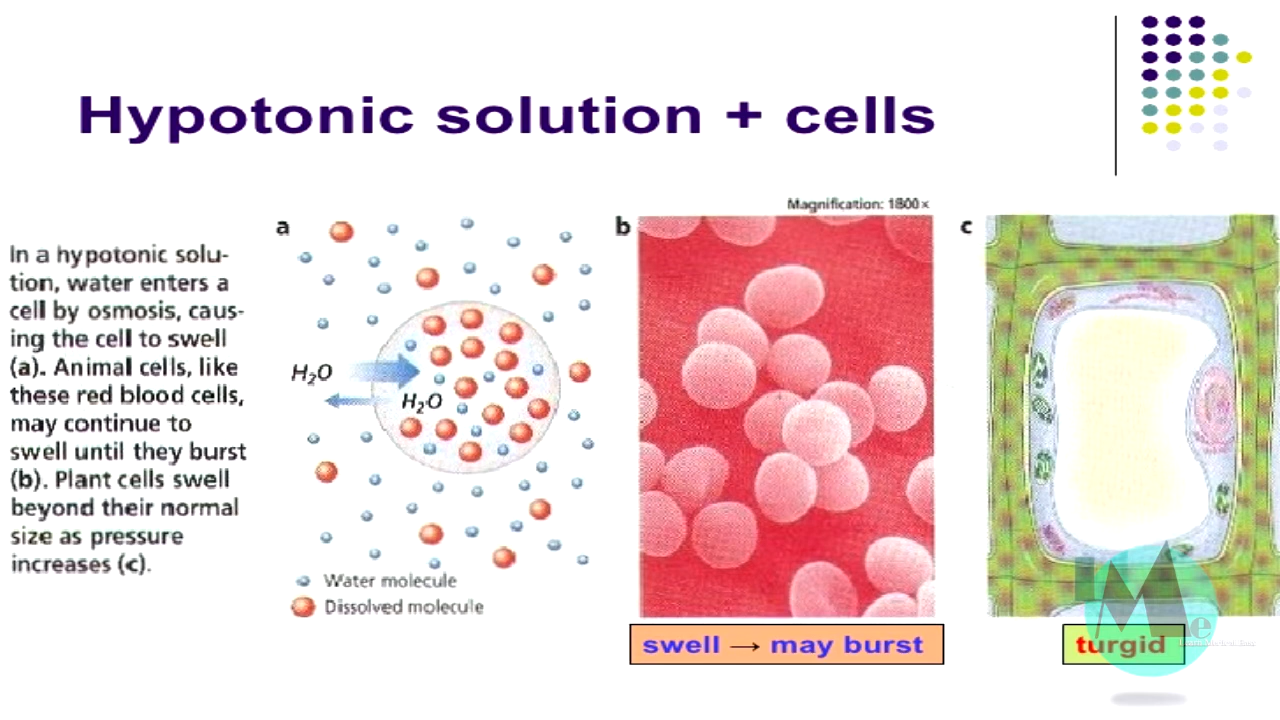 Hypotonic solution + cells
In a hypotonic solu-
tion, water enters a
cell by osmosis, caus-
ing the cell to swell
(a). Animal cells, like
these red blood cells,
may continue to
swell until they burst
(b). Plant cells swell
beyond their normal
size as pressure
increases (c).
a
H₂O
H₂O
Water molecule
Dissolved molecule
Magnification: 1800×
b
swell → may burst
c
turgid
Me